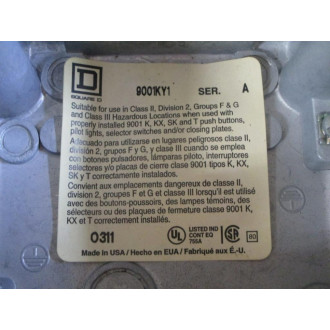 D
SQUARE D
9001KY1 SER. A
Suitable for use in Class II, Division 2, Groups F & G
and Class III Hazardous Locations when used with
properly installed 9001 K, KX, SK and T push buttons,
pilot lights, selector switches and/or closing plates.
Adecuado para utilizarse en lugares peligrosos clase II,
división 2, grupos F y G, y clase III cuando se emplea
con botones pulsadores, lámparas piloto, interruptores
selectores y/o placas de cierre clase 9001 tipos K, KX,
SK y T correctamente instalados.
Convient aux emplacements dangereux de classe II,
division 2, groupes F et G et classe III lorsqu'il est utilisé
avec des boutons-poussoirs, des lampes témoins, des
sélecteurs ou des plaques de fermeture classe 9001 K,
KX et T correctement installés.
0311 UL LISTED IND CONT EQ 755A SA 80
Made in USA / Hecho en EUA / Fabriqué aux É.-U.